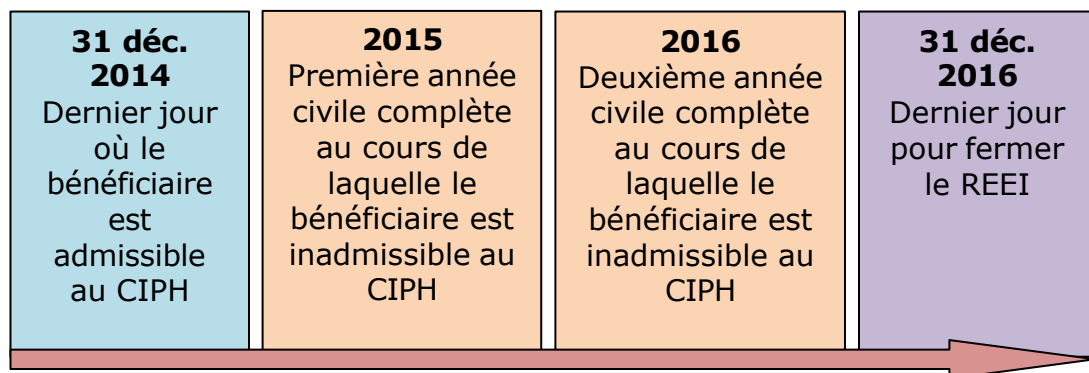 31 déc.
2014
Dernier jour
où le
bénéficiaire
est
admissible
au CIPH
2015
Première année
civile complète
au cours de
laquelle le
bénéficiaire est
inadmissible au
CIPH
2016
Deuxième année
civile complète
au cours de
laquelle le
bénéficiaire est
inadmissible au
CIPH
31 déc.
2016
Dernier jour
pour fermer
le REEI